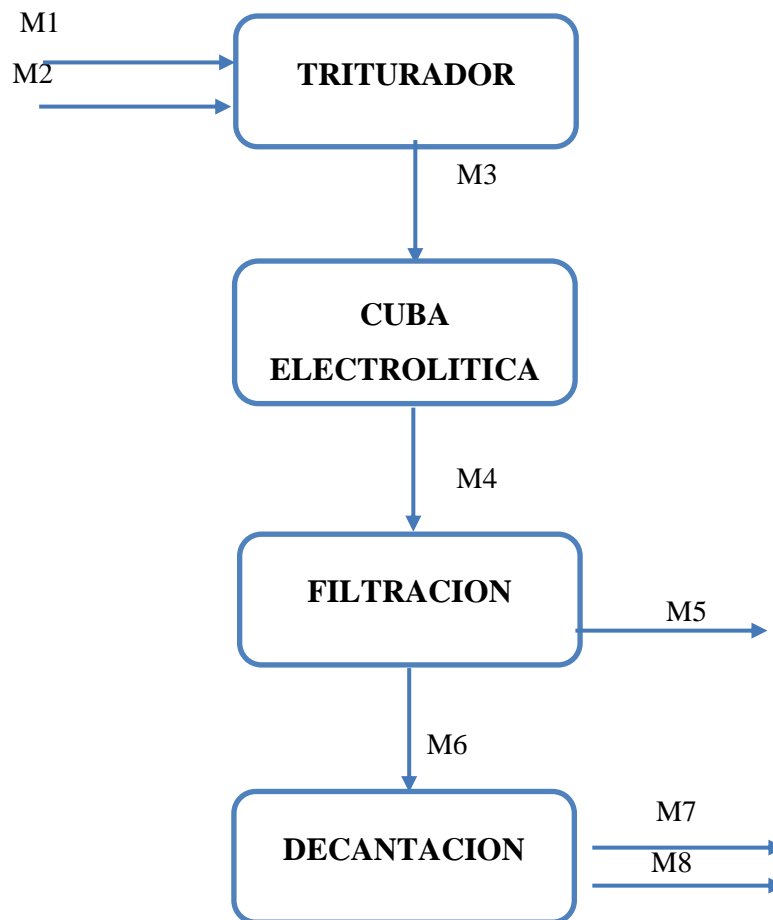 M1
M2
TRITURADOR
M3
CUBA
ELECTROLITICA
M4
FILTRACION
M5
M6
M7
DECANTACION
M8